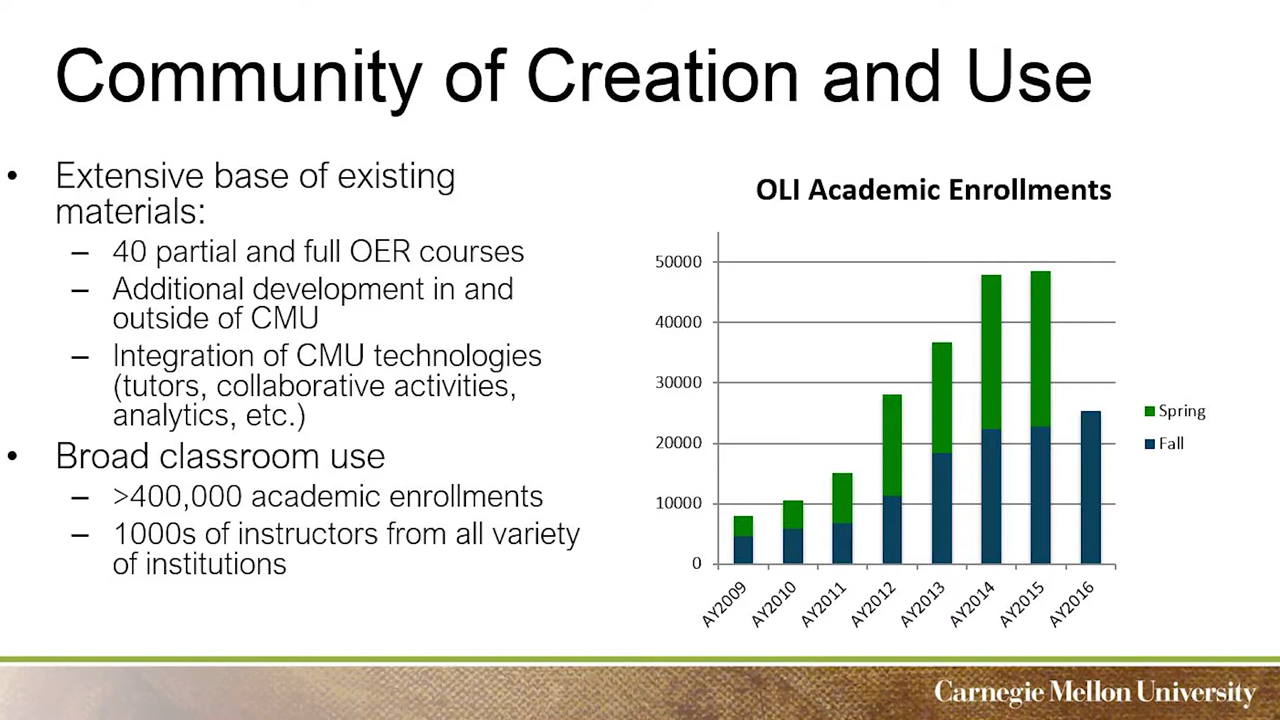 Community of Creation and Use
• Extensive base of existing
materials:
– 40 partial and full OER courses
– Additional development in and
outside of CMU
– Integration of CMU technologies
(tutors, collaborative activities,
analytics, etc.)
• Broad classroom use
– >400,000 academic enrollments
– 1000s of instructors from all variety
of institutions
OLI Academic Enrollments
50000
40000
30000
20000
10000
0
AY2009
AY2010
AY2011
AY2012
AY2013
AY2014
AY2015
AY2016
Spring
Fall
Carnegie Mellon University